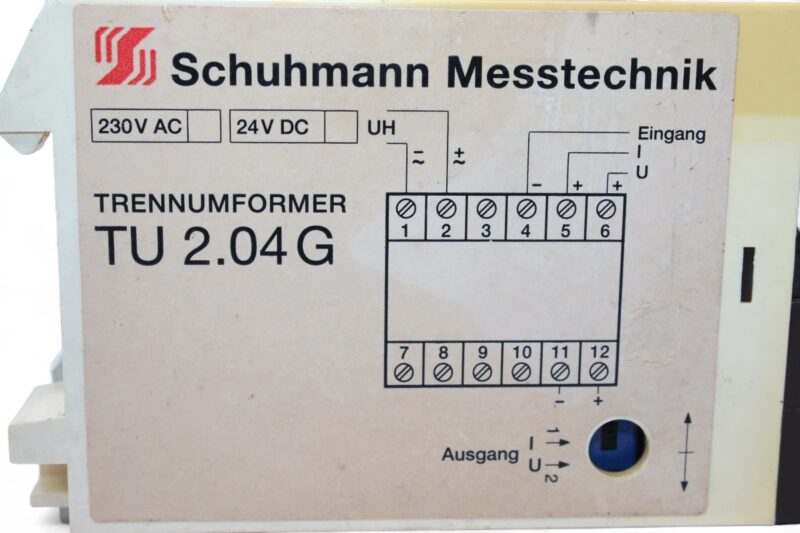 Schuhmann Messtechnik
230V AC 24V DC UH
Eingang
I
U
- ~ + ~ - + +
TRENNUMFORMER
TU 2.04 G
1 2 3 4 5 6
7 8 9 10 11 12
- +
Ausgang I 1
U 2